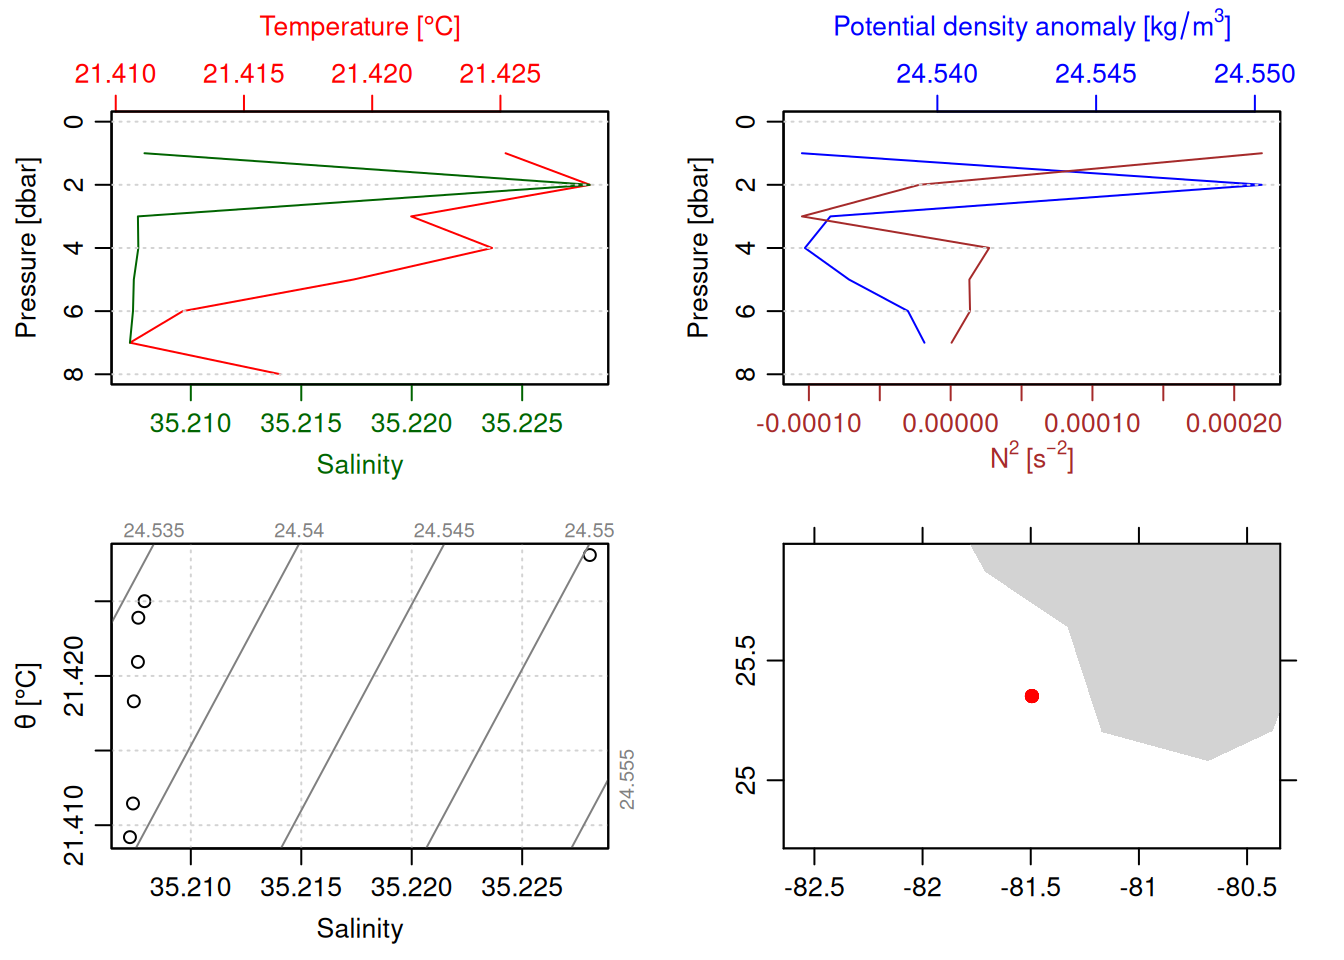 Temperature [°C]
21.410 21.415 21.420 21.425
Pressure [dbar]
0
2
4
6
8
35.210 35.215 35.220 35.225
Salinity
Potential density anomaly [kg/m³]
24.540 24.545 24.550
Pressure [dbar]
0
2
4
6
8
-0.00010 0.00000 0.00010 0.00020
N² [s⁻²]
24.535 24.54 24.545 24.55
24.555
θ [°C]
21.420
21.410
35.210 35.215 35.220 35.225
Salinity
25.5
25
-82.5 -82 -81.5 -81 -80.5